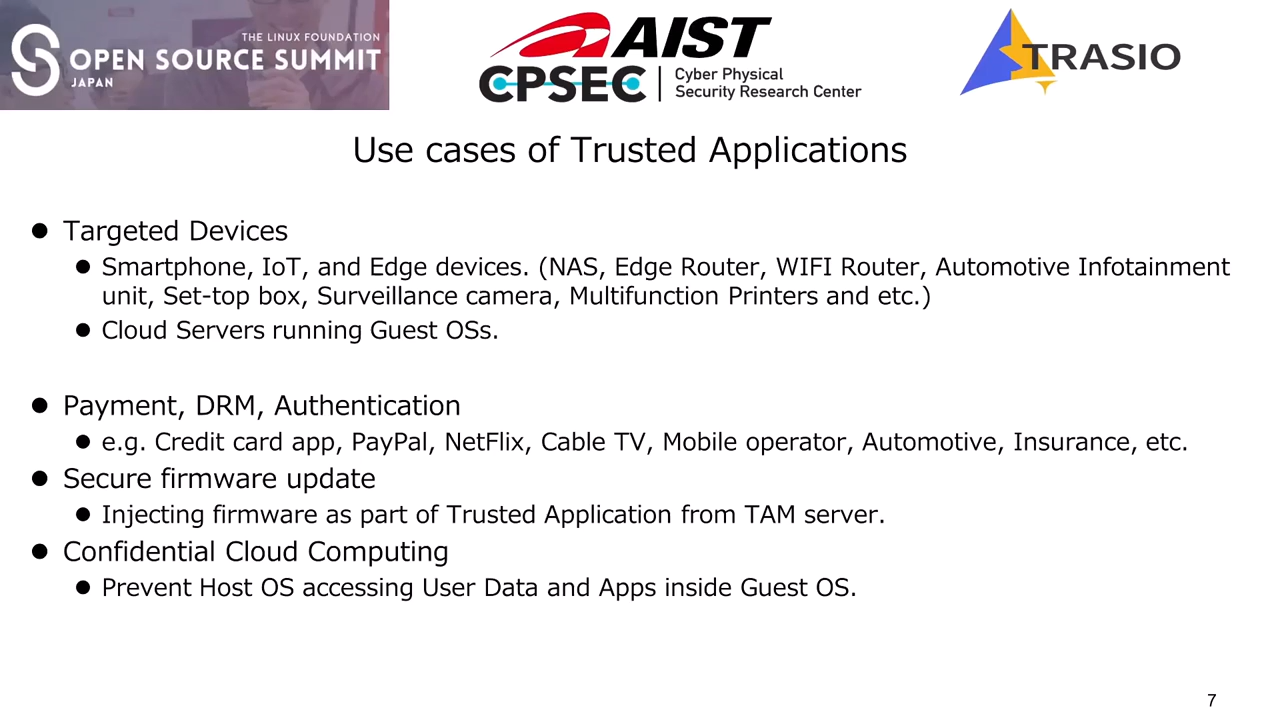 THE LINUX FOUNDATION
OPEN SOURCE SUMMIT
JAPAN
AIST
CPSEC
Cyber Physical
Security Research Center
TRASIO
Use cases of Trusted Applications
● Targeted Devices
● Smartphone, IoT, and Edge devices. (NAS, Edge Router, WIFI Router, Automotive Infotainment
unit, Set-top box, Surveillance camera, Multifunction Printers and etc.)
● Cloud Servers running Guest OSs.
● Payment, DRM, Authentication
● e.g. Credit card app, PayPal, NetFlix, Cable TV, Mobile operator, Automotive, Insurance, etc.
● Secure firmware update
● Injecting firmware as part of Trusted Application from TAM server.
● Confidential Cloud Computing
● Prevent Host OS accessing User Data and Apps inside Guest OS.
7